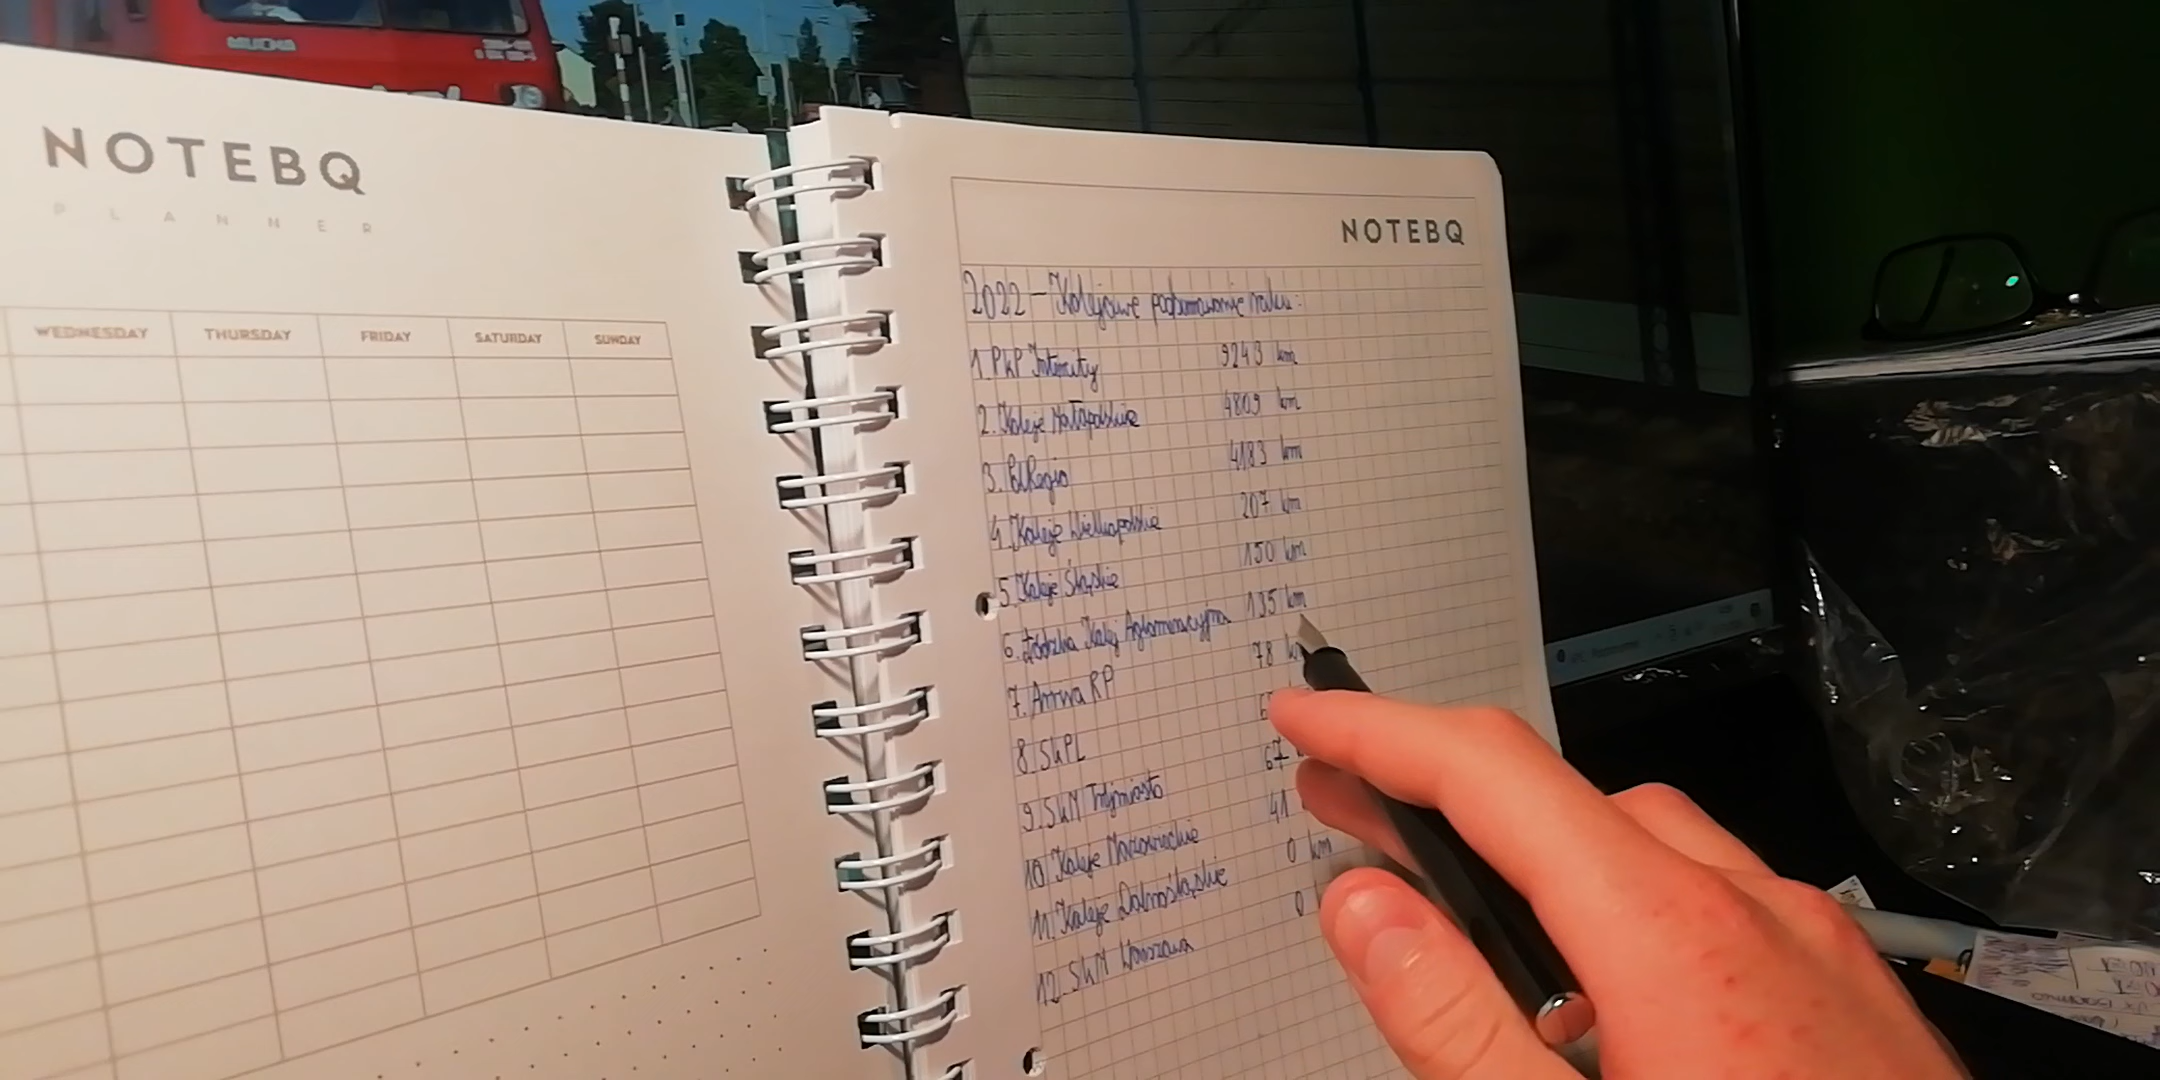 MUCHA
NOTEBQ
PLANNER
WEDNESDAY THURSDAY FRIDAY SATURDAY SUNDAY
NOTEBQ
2022 - Kolejowe podsumowanie roku:
1. PKP Intercity 9243 km
2. Koleje Małopolskie 4809 km
3. PolRegio 4183 km
4. Koleje Wielkopolskie 207 km
5. Koleje Śląskie 150 km
6. Łódzka Kolej Aglomeracyjna 135 km
7. Arriva RP 78 km
8. SKPL
9. SKM Trójmiasto 67
10. Koleje Mazowieckie 41
11. Koleje Dolnośląskie 0 km
12. SKM Warszawa 0